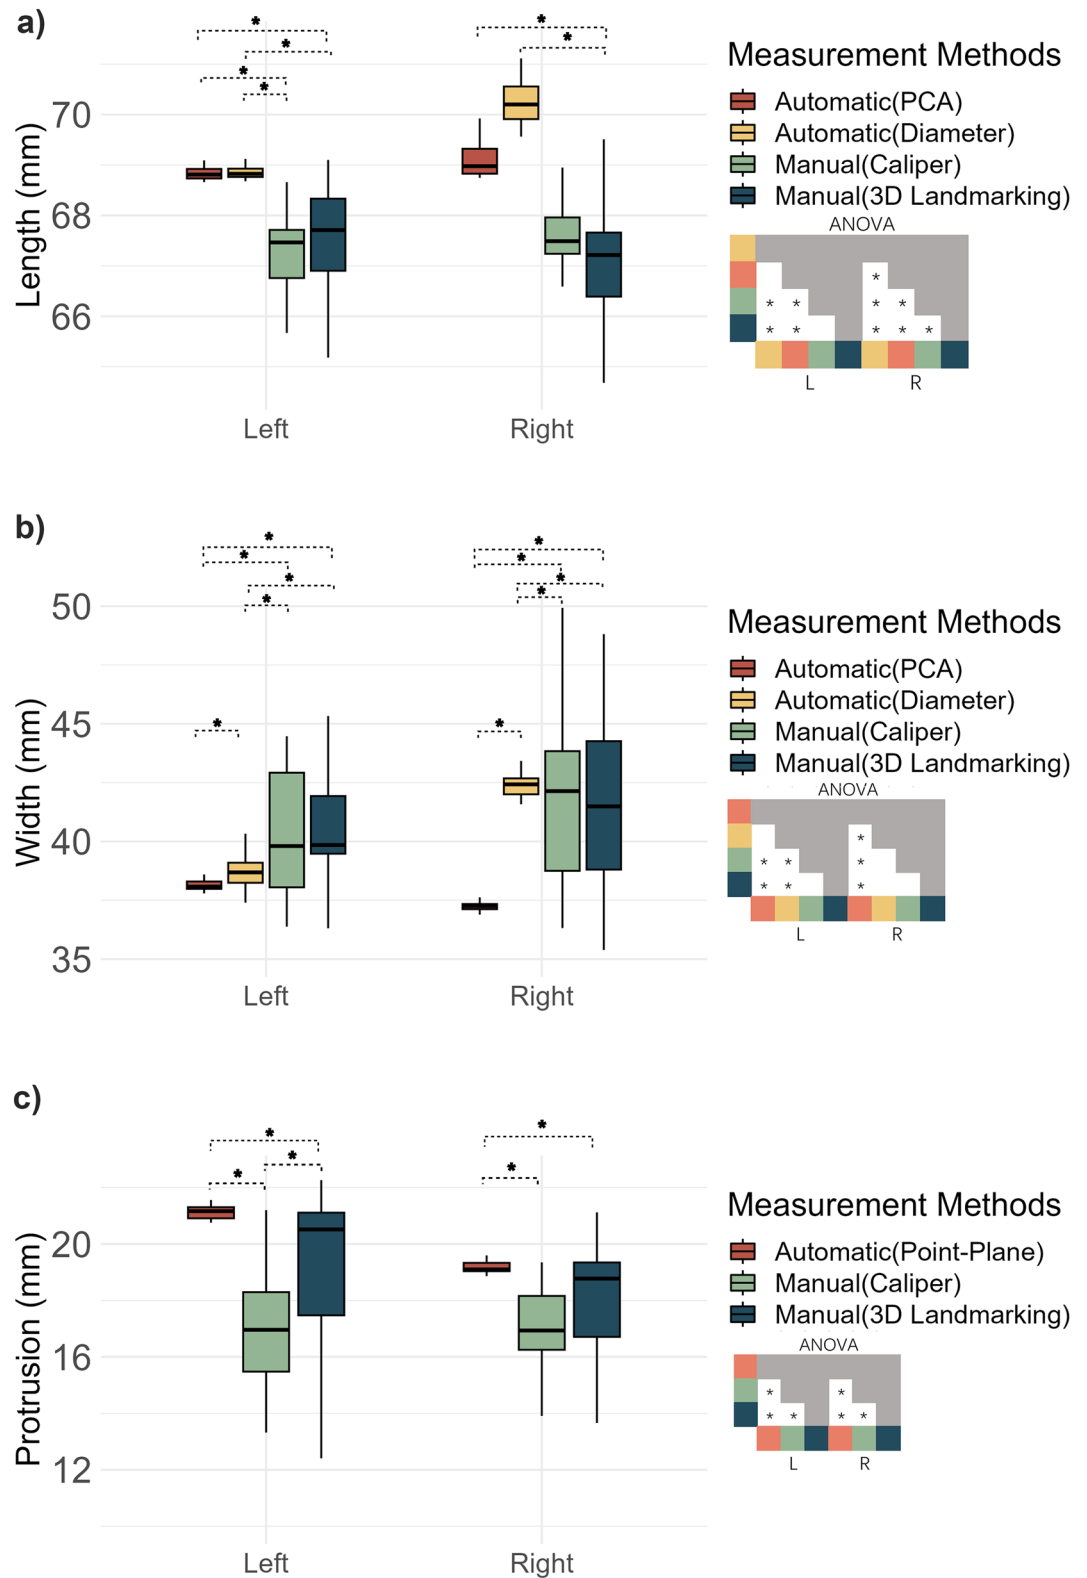 a)
*
*
*
*
*
*
70
68
66
Length (mm)
Left
Right
Measurement Methods
Automatic(PCA)
Automatic(Diameter)
Manual(Caliper)
Manual(3D Landmarking)
ANOVA
*
* * * *
* * * * *
L R
b)
*
*
*
*
*
*
*
*
*
*
50
45
40
35
Width (mm)
Left
Right
Measurement Methods
Automatic(PCA)
Automatic(Diameter)
Manual(Caliper)
Manual(3D Landmarking)
ANOVA
*
* * *
* * *
L R
c)
*
*
*
*
*
20
16
12
Protrusion (mm)
Left
Right
Measurement Methods
Automatic(Point-Plane)
Manual(Caliper)
Manual(3D Landmarking)
ANOVA
* *
* * * *
L R